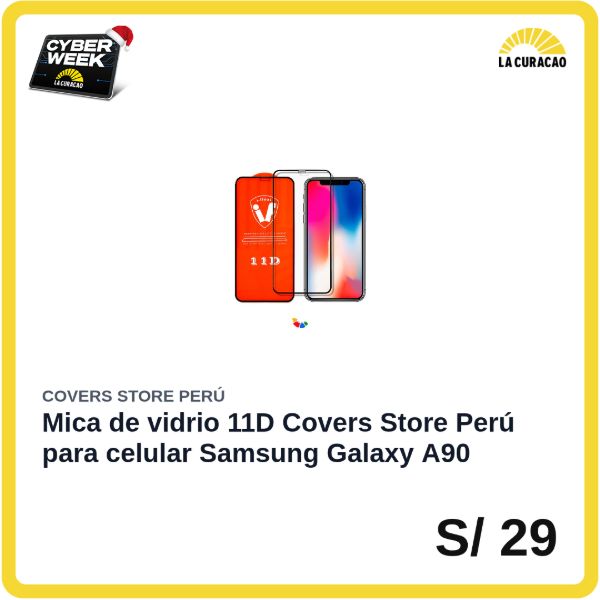 CYBER
WEEK
LA CURACAO
LA CURACAO
11D
COVERS STORE PERÚ
Mica de vidrio 11D Covers Store Perú
para celular Samsung Galaxy A90
S/ 29